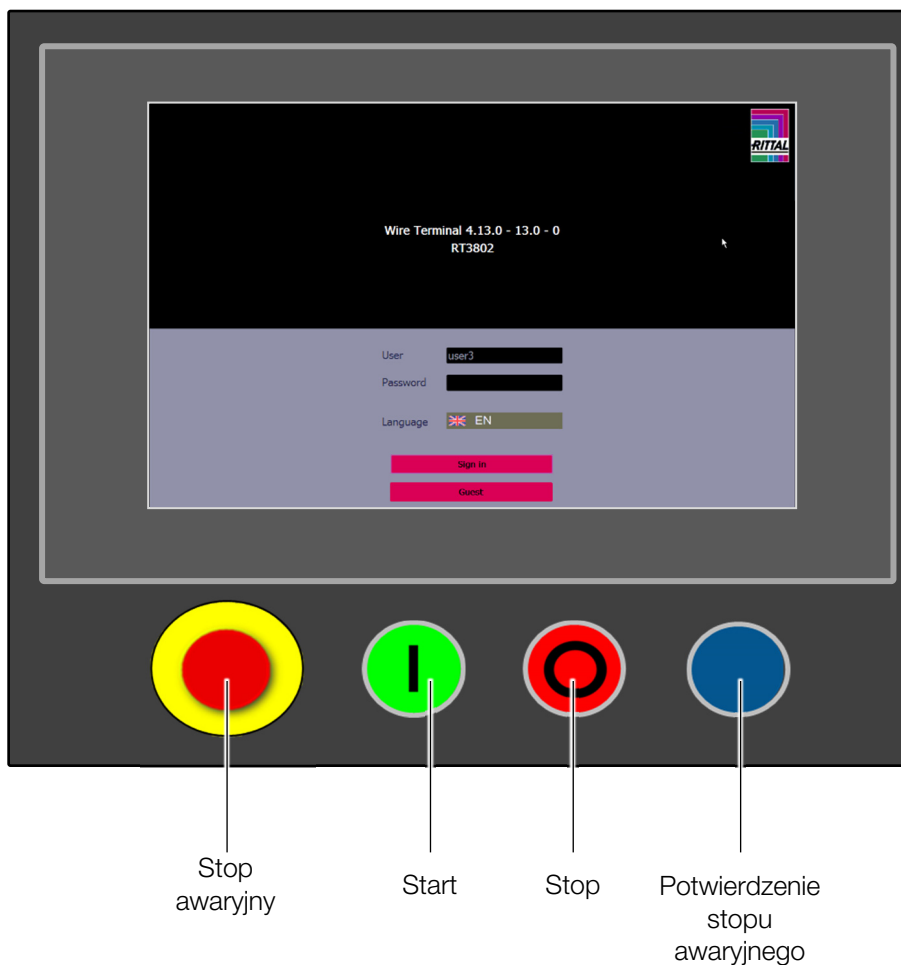 RITTAL
Wire Terminal 4.13.0 - 13.0 - 0
RT3802
User
user3
Password
Language
EN
Sign In
Guest
Stop
awaryjny
Start
Stop
Potwierdzenie
stopu
awaryjnego